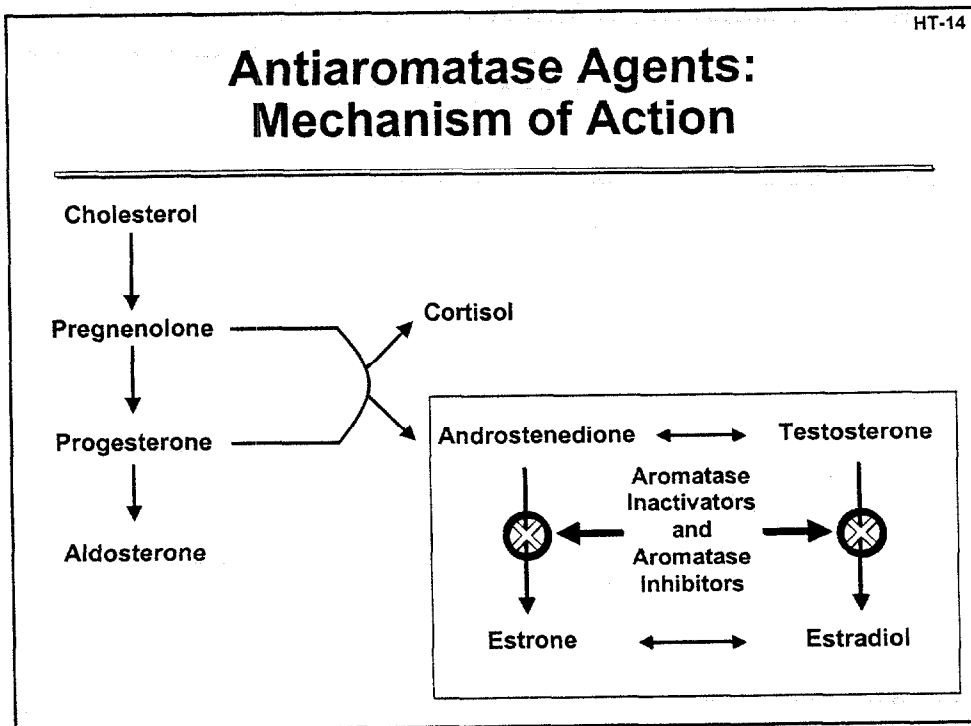 HT-14
Antiaromatase Agents:
Mechanism of Action
Cholesterol
Pregnenolone
Progesterone
Aldosterone
Cortisol
Androstenedione
Testosterone
Aromatase
Inactivators
and
Aromatase
Inhibitors
Estrone
Estradiol